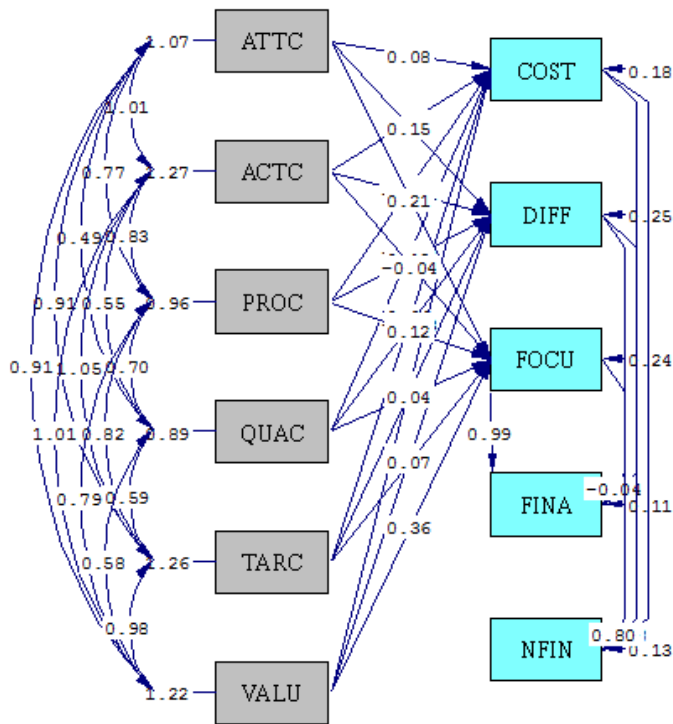 1.07 ATTC 0.08 COST 0.18
1.01
0.15
0.77 1.27 ACTC
0.21 DIFF 0.25
0.49 0.83
-0.04
0.91 0.55 0.96 PROC
0.12
0.91 1.05 0.70 FOCU 0.24
0.04
1.01 0.82 0.89 QUAC 0.99
0.07
0.79 0.59 -0.04
FINA 0.11
0.36
0.58 1.26 TARC
0.98 0.80
NFIN 0.13
1.22 VALU